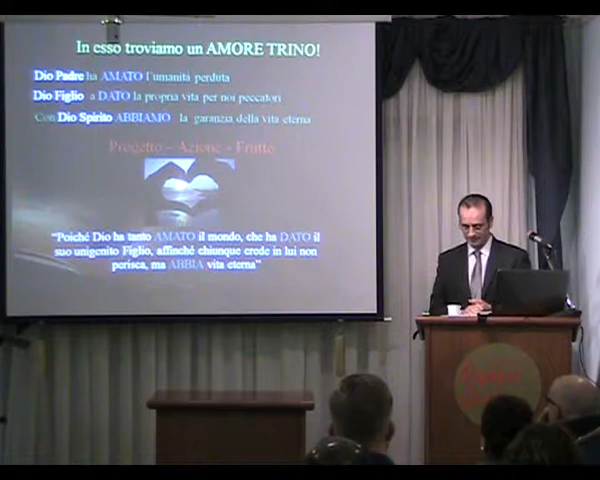 In esso troviamo un AMORE TRINO!
Dio Padre ha AMATO l'umanità perduta
Dio Figlio a DATO la propria vita per noi peccatori
Con Dio Spirito ABBIAMO la garanzia della vita eterna
Progetto - Azione - Frutto
"Poiché Dio ha tanto AMATO il mondo, che ha DATO il
suo unigenito Figlio, affinché chiunque crede in lui non
perisca, ma ABBIA vita eterna"